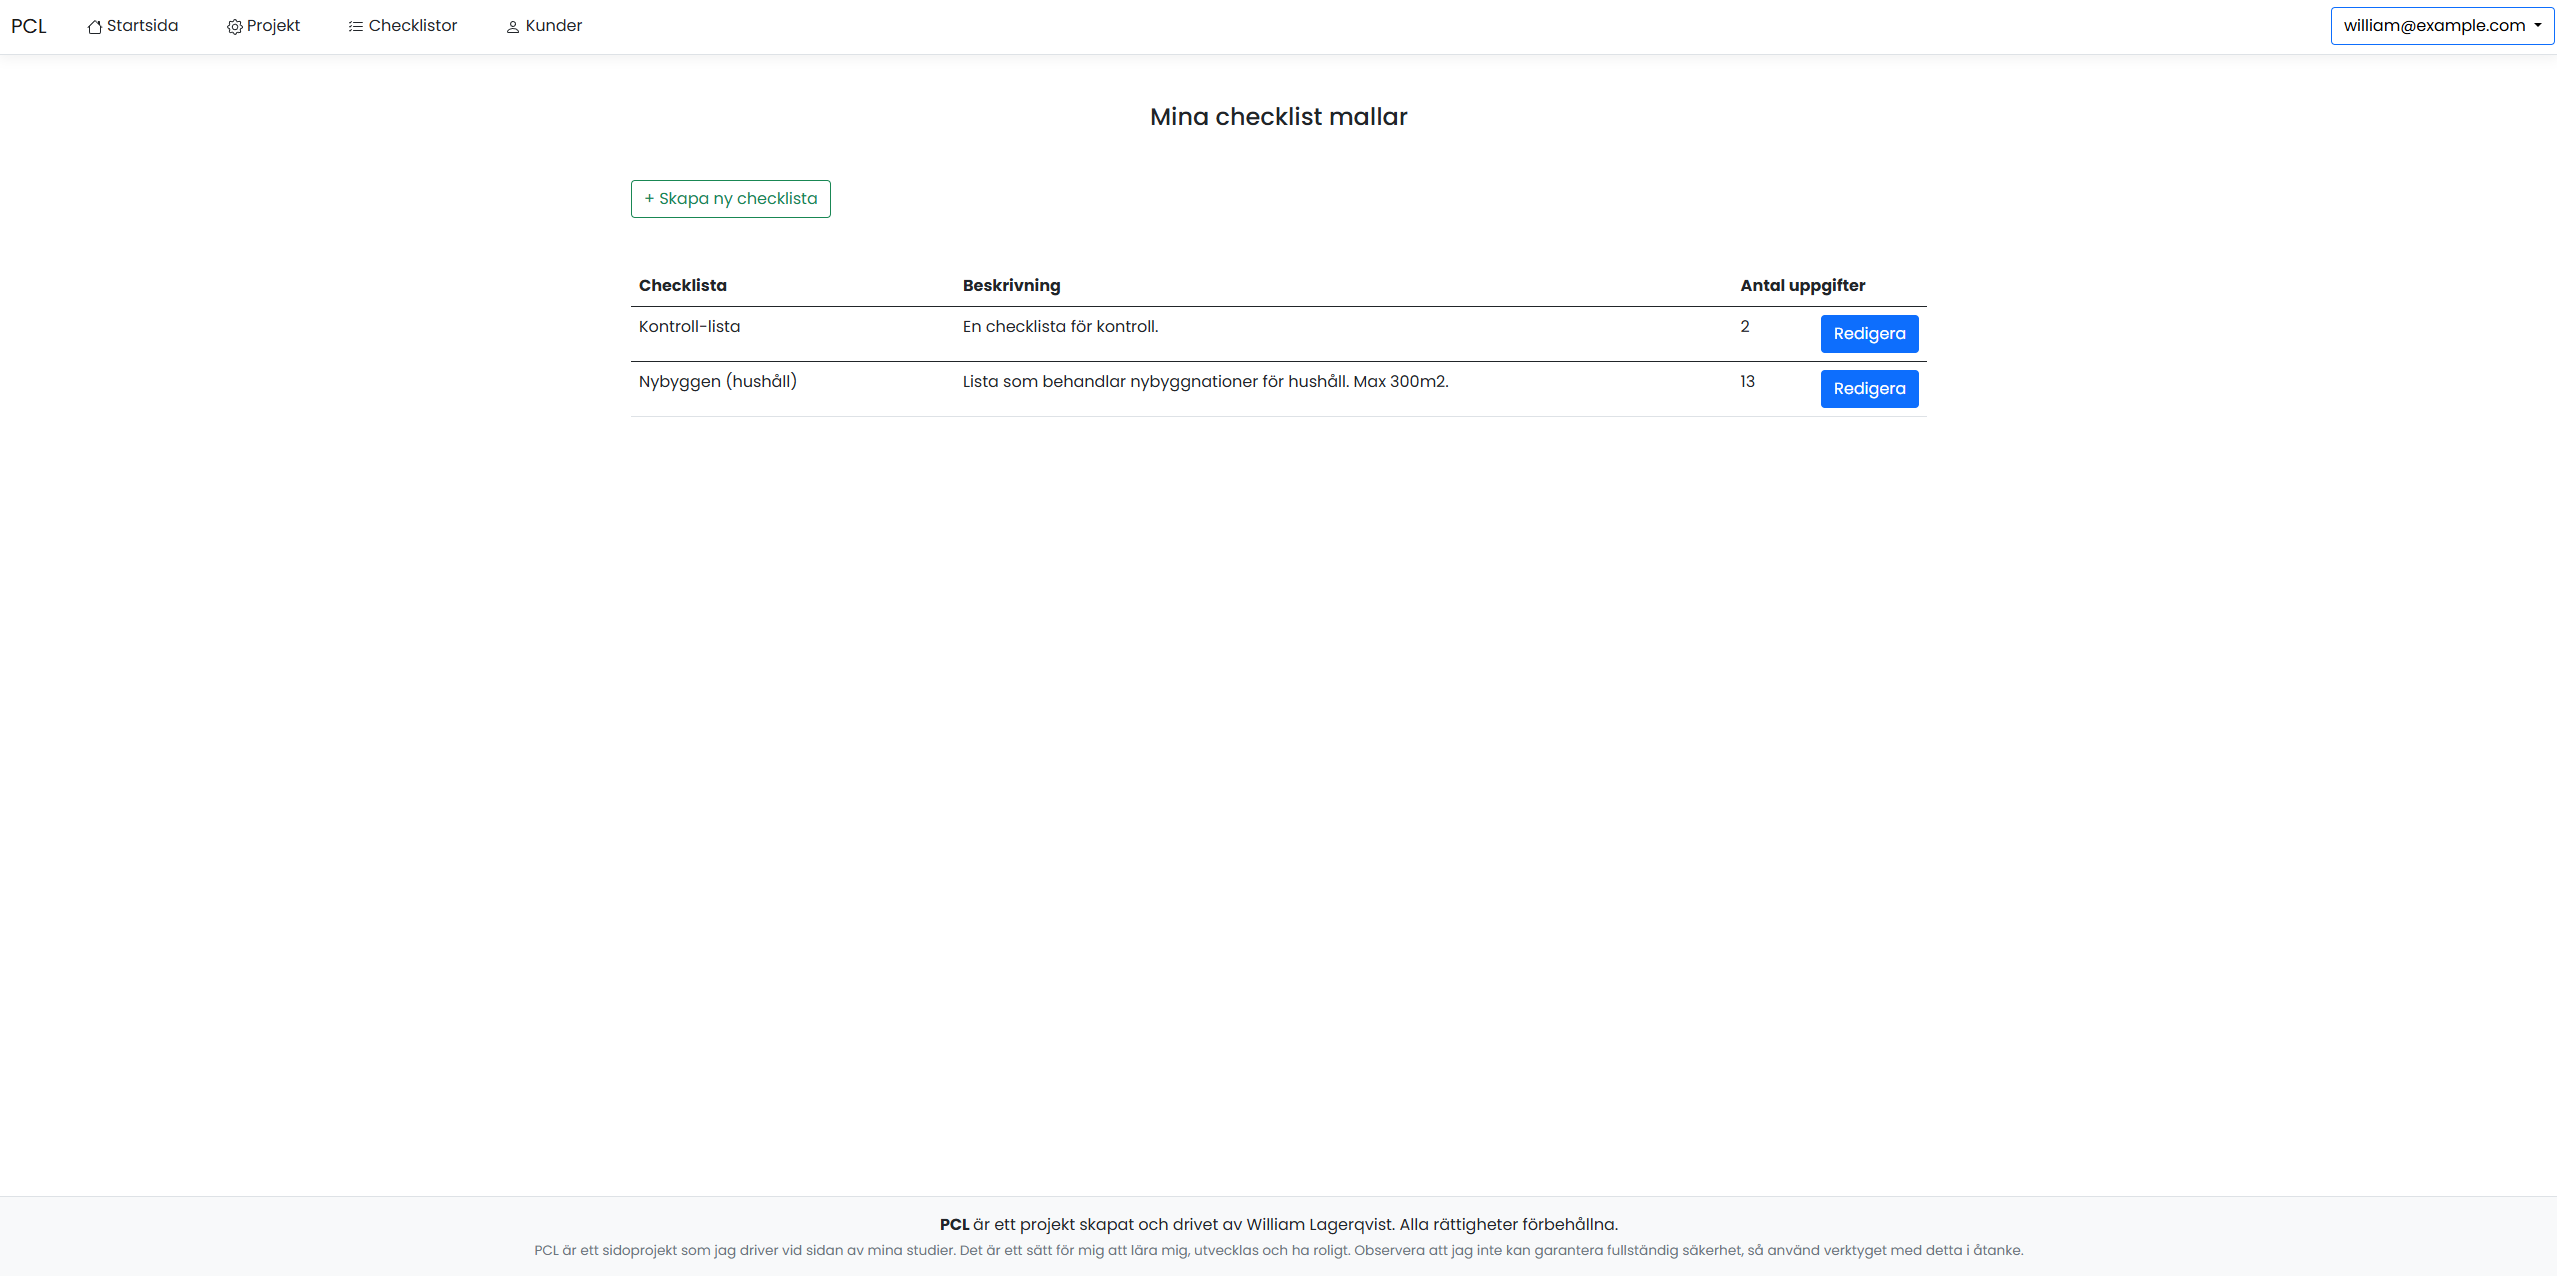 PCL Startsida Projekt Checklistor Kunder william@example.com
Mina checklist mallar
+ Skapa ny checklista
Checklista Beskrivning Antal uppgifter
Kontroll-lista En checklista för kontroll. 2 Redigera
Nybyggen (hushåll) Lista som behandlar nybyggnationer för hushåll. Max 300m2. 13 Redigera
PCL är ett projekt skapat och drivet av William Lagerqvist. Alla rättigheter förbehållna.
PCL är ett sidoprojekt som jag driver vid sidan av mina studier. Det är ett sätt för mig att lära mig, utvecklas och ha roligt. Observera att jag inte kan garantera fullständig säkerhet, så använd verktyget med detta i åtanke.